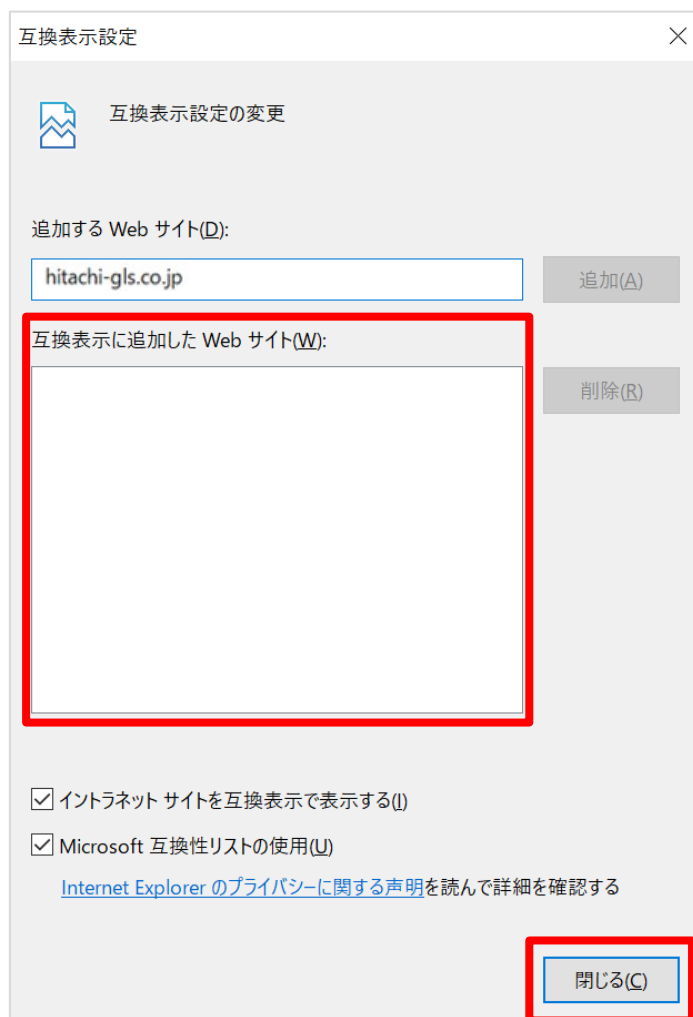 互換表示設定
互換表示設定の変更
追加する Web サイト(D):
hitachi-gls.co.jp
追加(A)
互換表示に追加した Web サイト(W):
削除(R)
イントラネット サイトを互換表示で表示する(I)
Microsoft 互換性リストの使用(U)
Internet Explorer のプライバシーに関する声明を読んで詳細を確認する
閉じる(C)